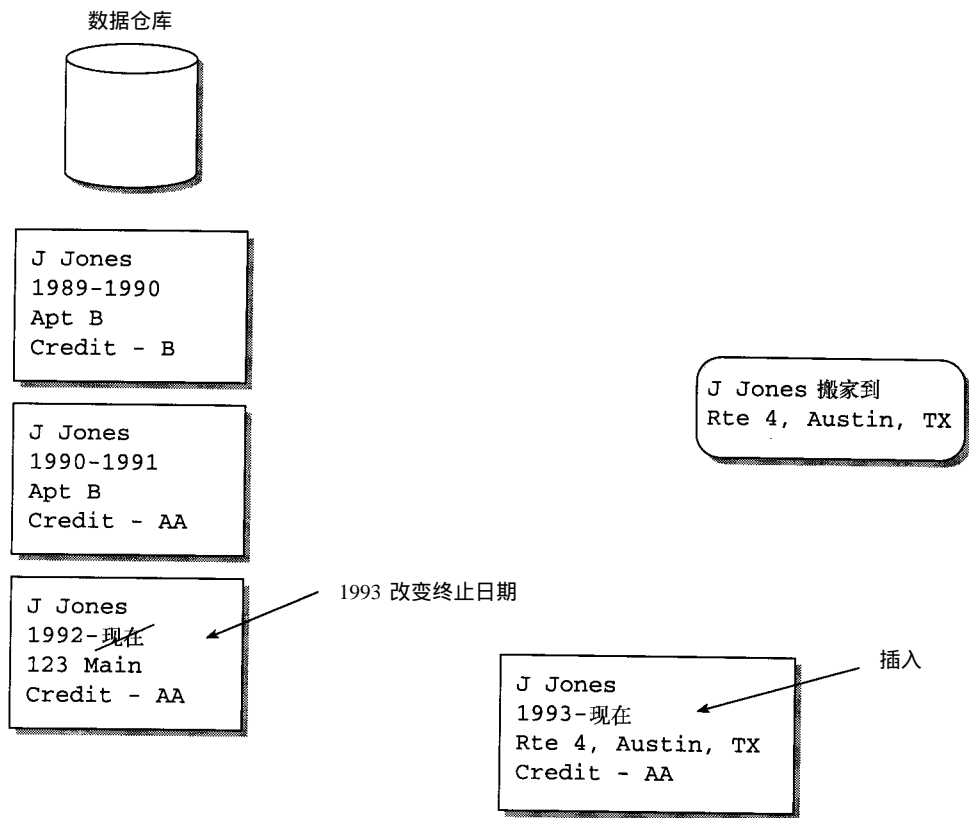 数据仓库
J Jones
1989-1990
Apt B
Credit - B
J Jones
1990-1991
Apt B
Credit - AA
J Jones
1992-现在
123 Main
Credit - AA
1993 改变终止日期
J Jones 搬家到
Rte 4, Austin, TX
插入
J Jones
1993-现在
Rte 4, Austin, TX
Credit - AA